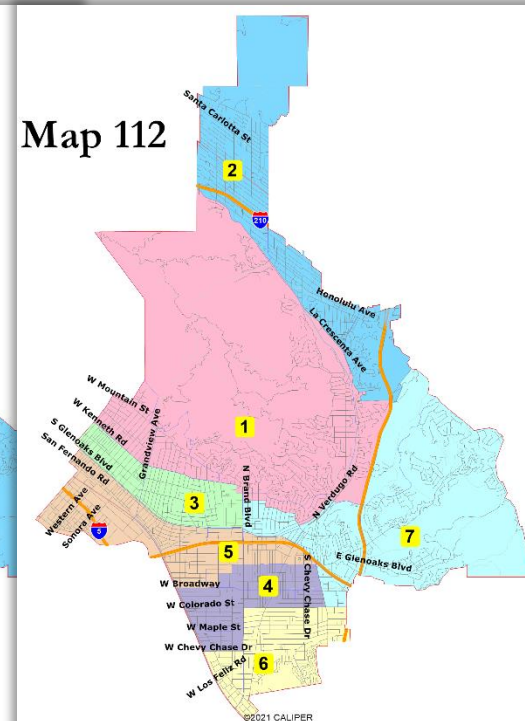 Map 112
Santa Carlotta St
2
210
Honolulu Ave
La Crescenta Ave
W Mountain St
W Kenneth Rd
Grandview Ave
S Glenoaks Blvd
San Fernando Rd
1
N Brand Blvd
N Verdugo Rd
Western Ave
Sonora Ave
3
5
7
5
E Glenoaks Blvd
S Chevy Chase Dr
W Broadway
4
W Colorado St
W Maple St
W Chevy Chase Dr
W Los Feliz Rd
6
©2021 CALIPER